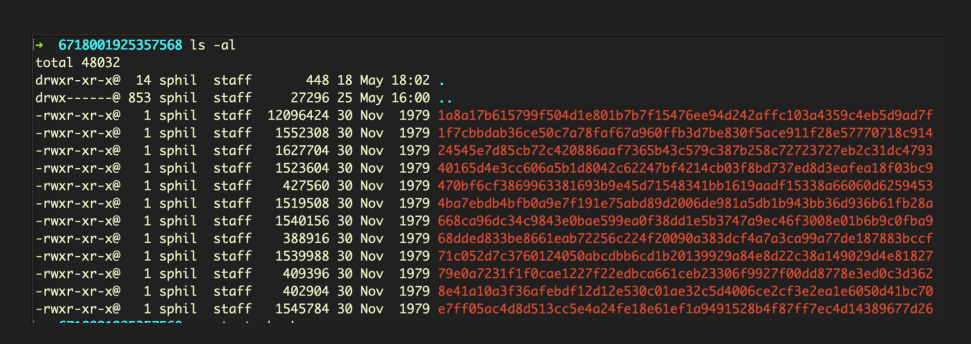 → 6718001925357568 ls -al
total 48032
drwxr-xr-x@ 14 sphil staff 448 18 May 18:02 .
drwx------@ 853 sphil staff 27296 25 May 16:00 ..
-rwxr-xr-x@ 1 sphil staff 12096424 30 Nov 1979 1a8a17b615799f504d1e801b7b7f15476ee94d242affc103a4359c4eb5d9ad7f
-rwxr-xr-x@ 1 sphil staff 1552308 30 Nov 1979 1f7cbbdab36ce50c7a78faf67a960ffb3d7be830f5ace911f28e57770718c914
-rwxr-xr-x@ 1 sphil staff 1627704 30 Nov 1979 24545e7d85cb72c420886aaf7365b43c579c387b258c72723727eb2c31dc4793
-rwxr-xr-x@ 1 sphil staff 1523604 30 Nov 1979 40165d4e3cc606a5b1d8042c62247bf4214cb03f8bd737ed8d3eafea18f03bc9
-rwxr-xr-x@ 1 sphil staff 427560 30 Nov 1979 470bf6cf3869963381693b9e45d71548341bb1619aadf15338a66060d6259453
-rwxr-xr-x@ 1 sphil staff 1519508 30 Nov 1979 4ba7ebdb4bfb0a9e7f191e75abd89d2006de981a5db1b943bb36d936b61fb28a
-rwxr-xr-x@ 1 sphil staff 1540156 30 Nov 1979 668ca96dc34c9843e0bae599ea0f38dd1e5b3747a9ec46f3008e01b6b9c0fba9
-rwxr-xr-x@ 1 sphil staff 388916 30 Nov 1979 68dded833be8661eab72256c224f20090a383dcf4a7a3ca99a77de187883bccf
-rwxr-xr-x@ 1 sphil staff 1539988 30 Nov 1979 71c052d7c3760124050abcdbb6cd1b20139929a84e8d22c38a149029d4e81827
-rwxr-xr-x@ 1 sphil staff 409396 30 Nov 1979 79e0a7231f1f0cae1227f22edbca661ceb23306f9927f00dd8778e3ed0c3d362
-rwxr-xr-x@ 1 sphil staff 402904 30 Nov 1979 8e41a10a3f36afebdf12d12e530c01ae32c5d4006ce2cf3e2ea1e6050d41bc70
-rwxr-xr-x@ 1 sphil staff 1545784 30 Nov 1979 e7ff05ac4d8d513cc5e4a24fe18e61ef1a9491528b4f87ff7ec4d14389677d26